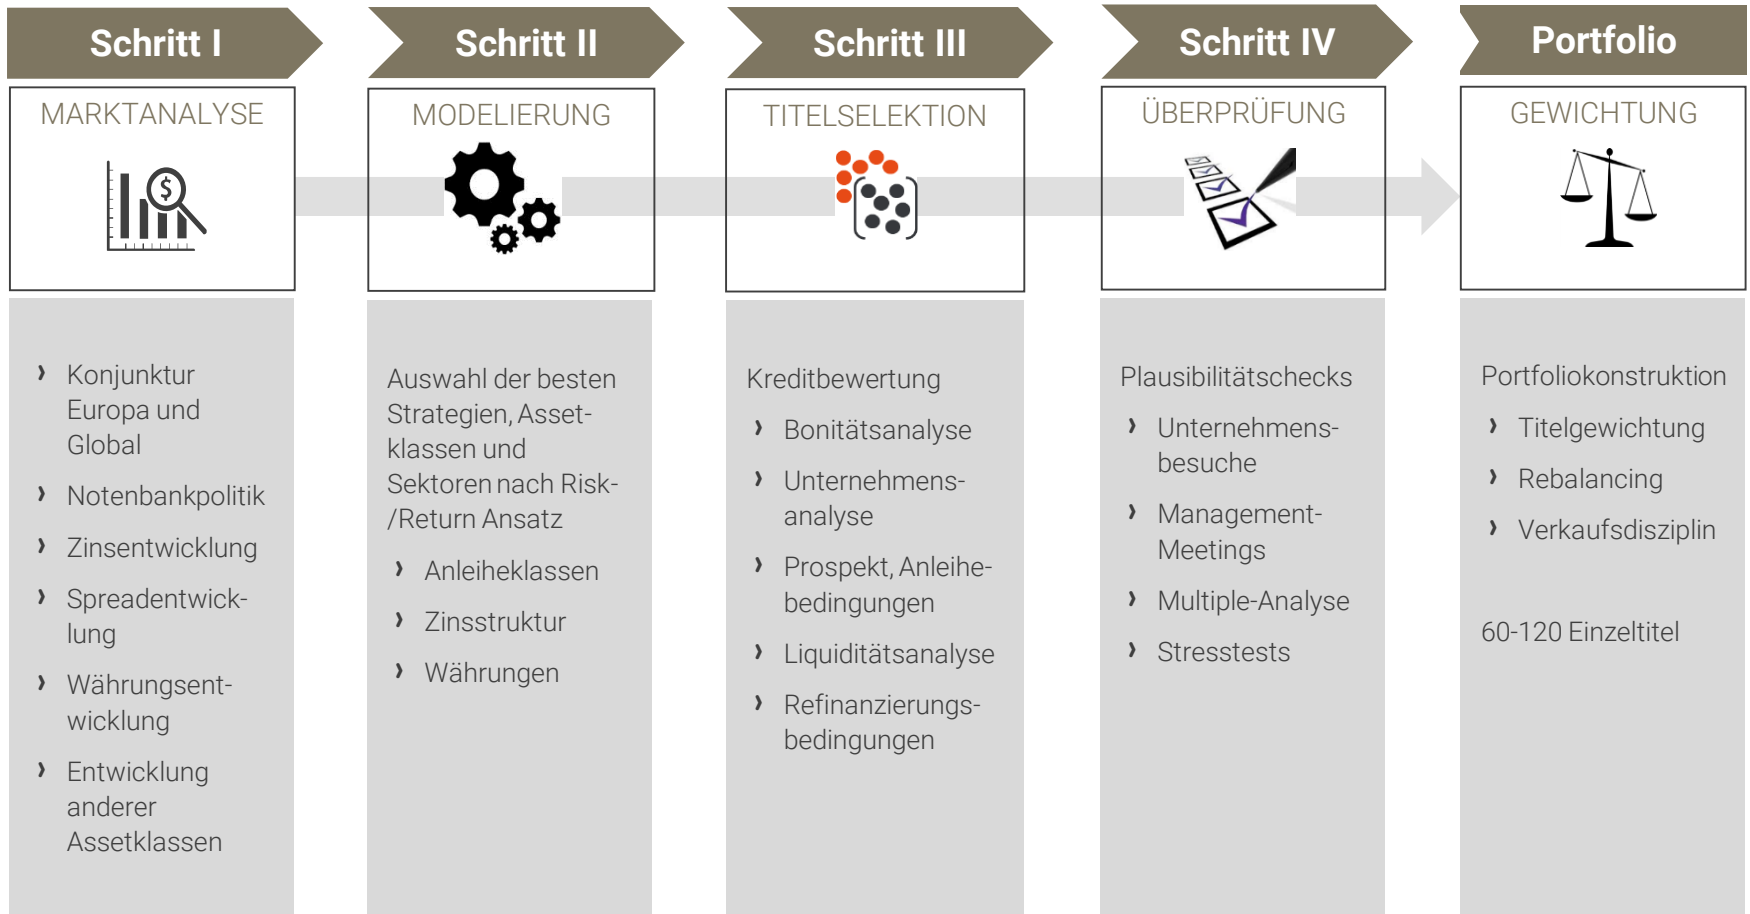 Schritt I
MARKTANALYSE
$
Konjunktur
Europa und
Global
Notenbankpolitik
Zinsentwicklung
Spreadentwick-
lung
Währungsent-
wicklung
Entwicklung
anderer
Assetklassen
Schritt II
MODELIERUNG
Auswahl der besten
Strategien, Asset-
klassen und
Sektoren nach Risk-
/Return Ansatz
Anleiheklassen
Zinsstruktur
Währungen
Schritt III
TITELSELEKTION
Kreditbewertung
Bonitätsanalyse
Unternehmens-
analyse
Prospekt, Anleihe-
bedingungen
Liquiditätsanalyse
Refinanzierungs-
bedingungen
Schritt IV
ÜBERPRÜFUNG
Plausibilitätschecks
Unternehmens-
besuche
Management-
Meetings
Multiple-Analyse
Stresstests
Portfolio
GEWICHTUNG
Portfoliokonstruktion
Titelgewichtung
Rebalancing
Verkaufsdisziplin
60-120 Einzeltitel